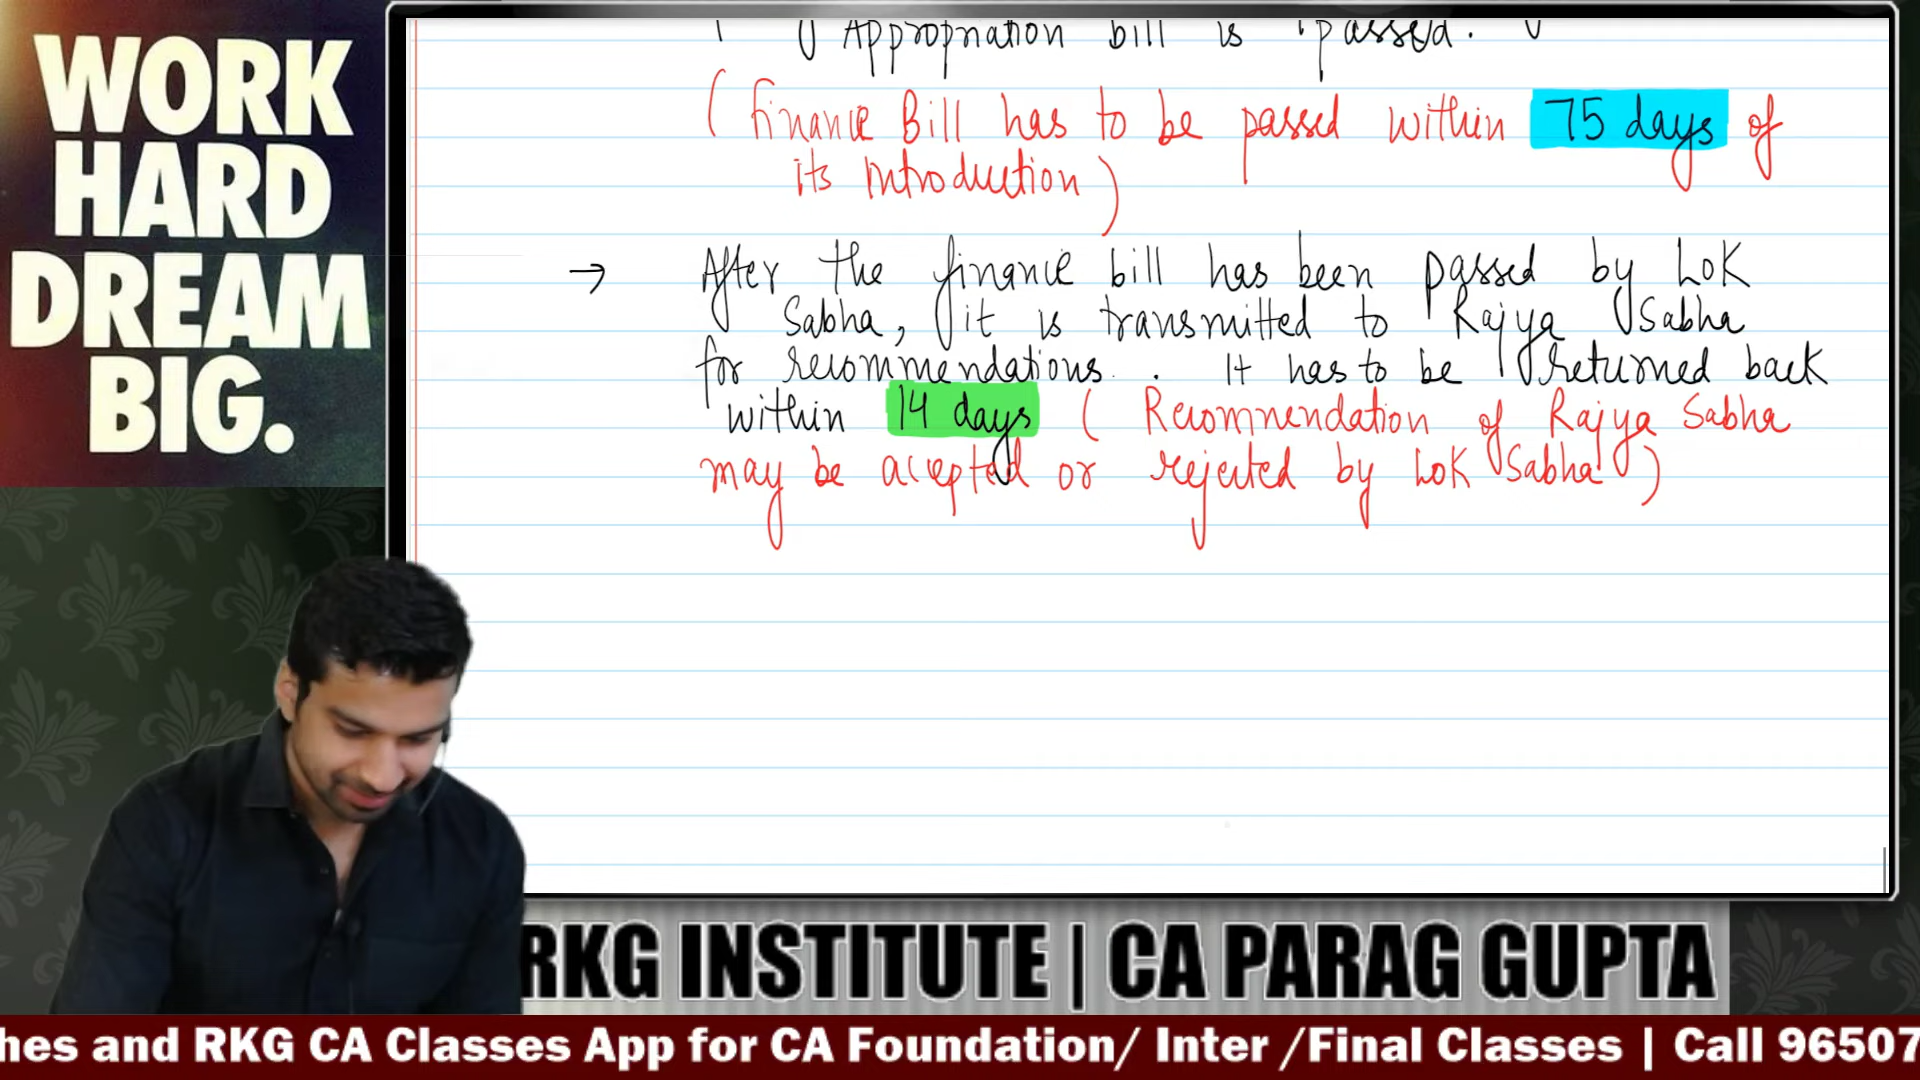 WORK
HARD
DREAM
BIG.
Appropriation bill is passed.
( Finance Bill has to be passed within 75 days of
its introduction )
→ After the finance bill has been passed by Lok
Sabha, it is transmitted to Rajya Sabha
for recommendations. It has to be returned back
within 14 days ( Recommendation of Rajya Sabha
may be accepted or rejected by Lok Sabha )
RKG INSTITUTE | CA PARAG GUPTA
hes and RKG CA Classes App for CA Foundation/ Inter /Final Classes | Call 96507